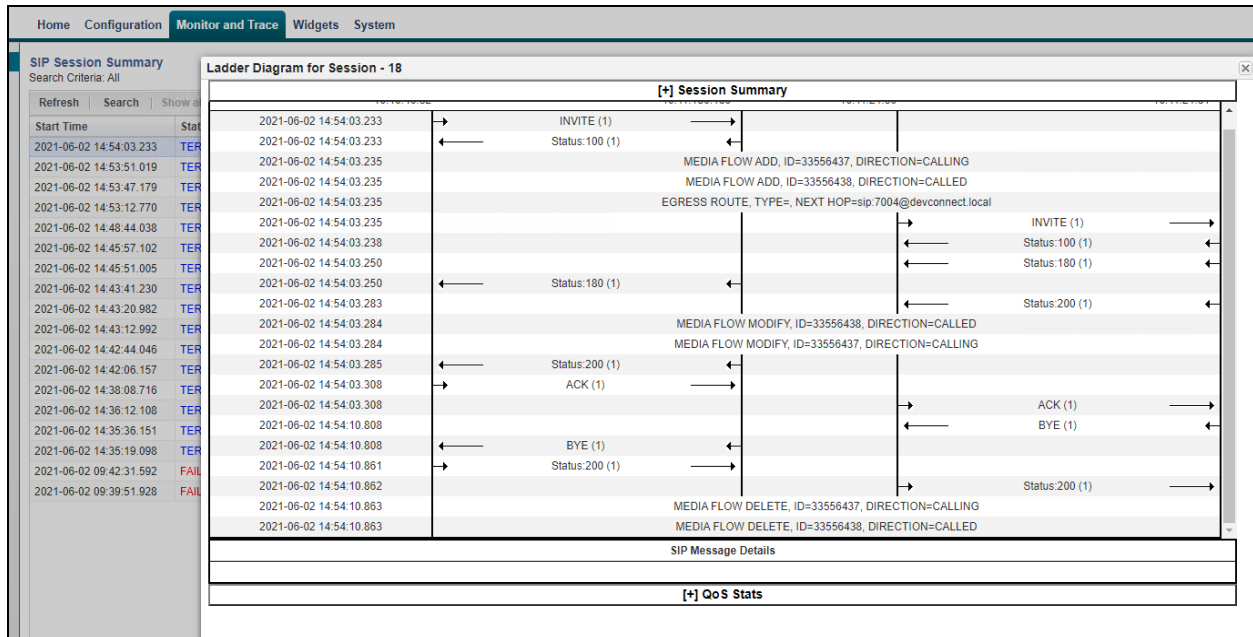 Home Configuration Monitor and Trace Widgets System
SIP Session Summary
Search Criteria: All
Refresh Search Show
Start Time
2021-06-02 14:54:03.233 TER
2021-06-02 14:53:51.019 TER
2021-06-02 14:53:47.179 TER
2021-06-02 14:53:12.770 TER
2021-06-02 14:48:44.038 TER
2021-06-02 14:45:57.102 TER
2021-06-02 14:45:51.005 TER
2021-06-02 14:43:41.230 TER
2021-06-02 14:43:20.982 TER
2021-06-02 14:43:12.992 TER
2021-06-02 14:42:44.046 TER
2021-06-02 14:42:06.157 TER
2021-06-02 14:38:08.716 TER
2021-06-02 14:36:12.108 TER
2021-06-02 14:35:36.151 TER
2021-06-02 14:35:19.098 TER
2021-06-02 09:42:31.592 FAIL
2021-06-02 09:39:51.928 FAIL
Ladder Diagram for Session - 18
[+] Session Summary
2021-06-02 14:54:03.233 INVITE (1)
2021-06-02 14:54:03.233 Status:100 (1)
2021-06-02 14:54:03.235 MEDIA FLOW ADD, ID=33556437, DIRECTION=CALLING
2021-06-02 14:54:03.235 MEDIA FLOW ADD, ID=33556438, DIRECTION=CALLED
2021-06-02 14:54:03.235 EGRESS ROUTE, TYPE=, NEXT HOP=sip:7004@devconnect.local
2021-06-02 14:54:03.235 INVITE (1)
2021-06-02 14:54:03.238 Status:100 (1)
2021-06-02 14:54:03.250 Status:180 (1)
2021-06-02 14:54:03.250 Status:180 (1)
2021-06-02 14:54:03.283 Status:200 (1)
2021-06-02 14:54:03.284 MEDIA FLOW MODIFY, ID=33556438, DIRECTION=CALLED
2021-06-02 14:54:03.284 MEDIA FLOW MODIFY, ID=33556437, DIRECTION=CALLING
2021-06-02 14:54:03.285 Status:200 (1)
2021-06-02 14:54:03.308 ACK (1)
2021-06-02 14:54:03.308 ACK (1)
2021-06-02 14:54:10.808 BYE (1)
2021-06-02 14:54:10.808 BYE (1)
2021-06-02 14:54:10.861 Status:200 (1)
2021-06-02 14:54:10.862 Status:200 (1)
2021-06-02 14:54:10.863 MEDIA FLOW DELETE, ID=33556437, DIRECTION=CALLING
2021-06-02 14:54:10.863 MEDIA FLOW DELETE, ID=33556438, DIRECTION=CALLED
SIP Message Details
[+] QoS Stats